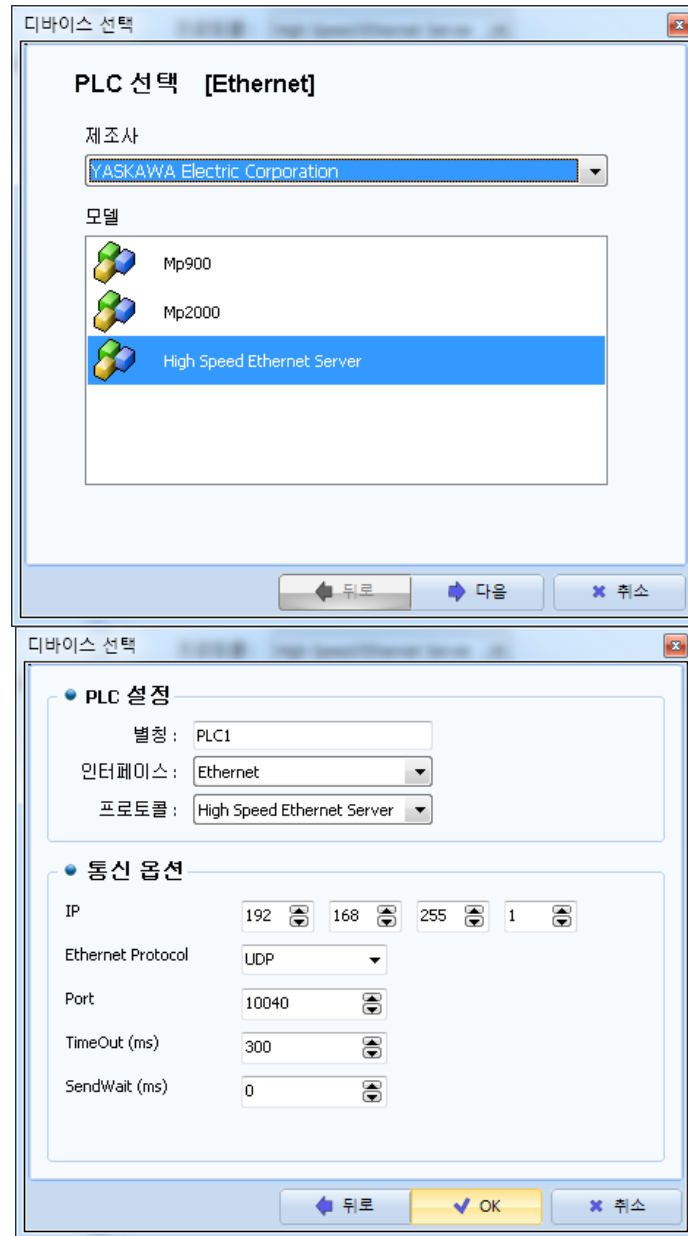 디바이스 선택
PLC 선택 [Ethernet]
제조사
YASKAWA Electric Corporation
모델
Mp900
Mp2000
High Speed Ethernet Server
뒤로 다음 취소
디바이스 선택
PLC 설정
별칭 : PLC1
인터페이스 : Ethernet
프로토콜 : High Speed Ethernet Server
통신 옵션
IP 192 168 255 1
Ethernet Protocol UDP
Port 10040
TimeOut (ms) 300
SendWait (ms) 0
뒤로 OK 취소